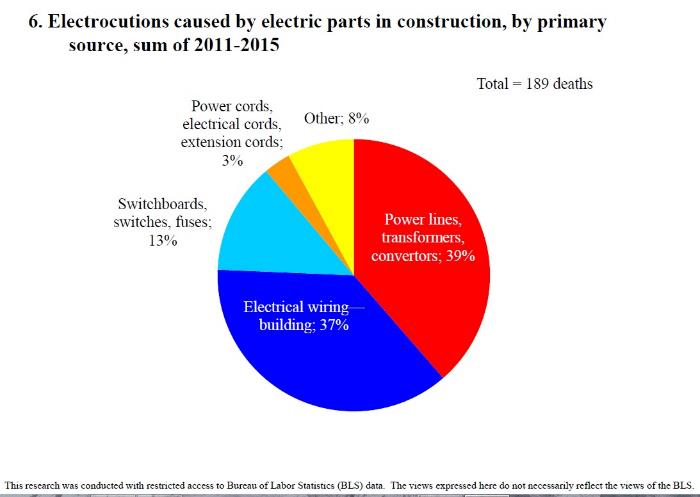 6. Electrocutions caused by electric parts in construction, by primary
source, sum of 2011-2015
Total = 189 deaths
Power cords,
electrical cords,
extension cords;
3%
Other; 8%
Switchboards,
switches, fuses;
13%
Power lines,
transformers,
convertors; 39%
Electrical wiring—
building; 37%
This research was conducted with restricted access to Bureau of Labor Statistics (BLS) data.  The views expressed here do not necessarily reflect the views of the BLS.